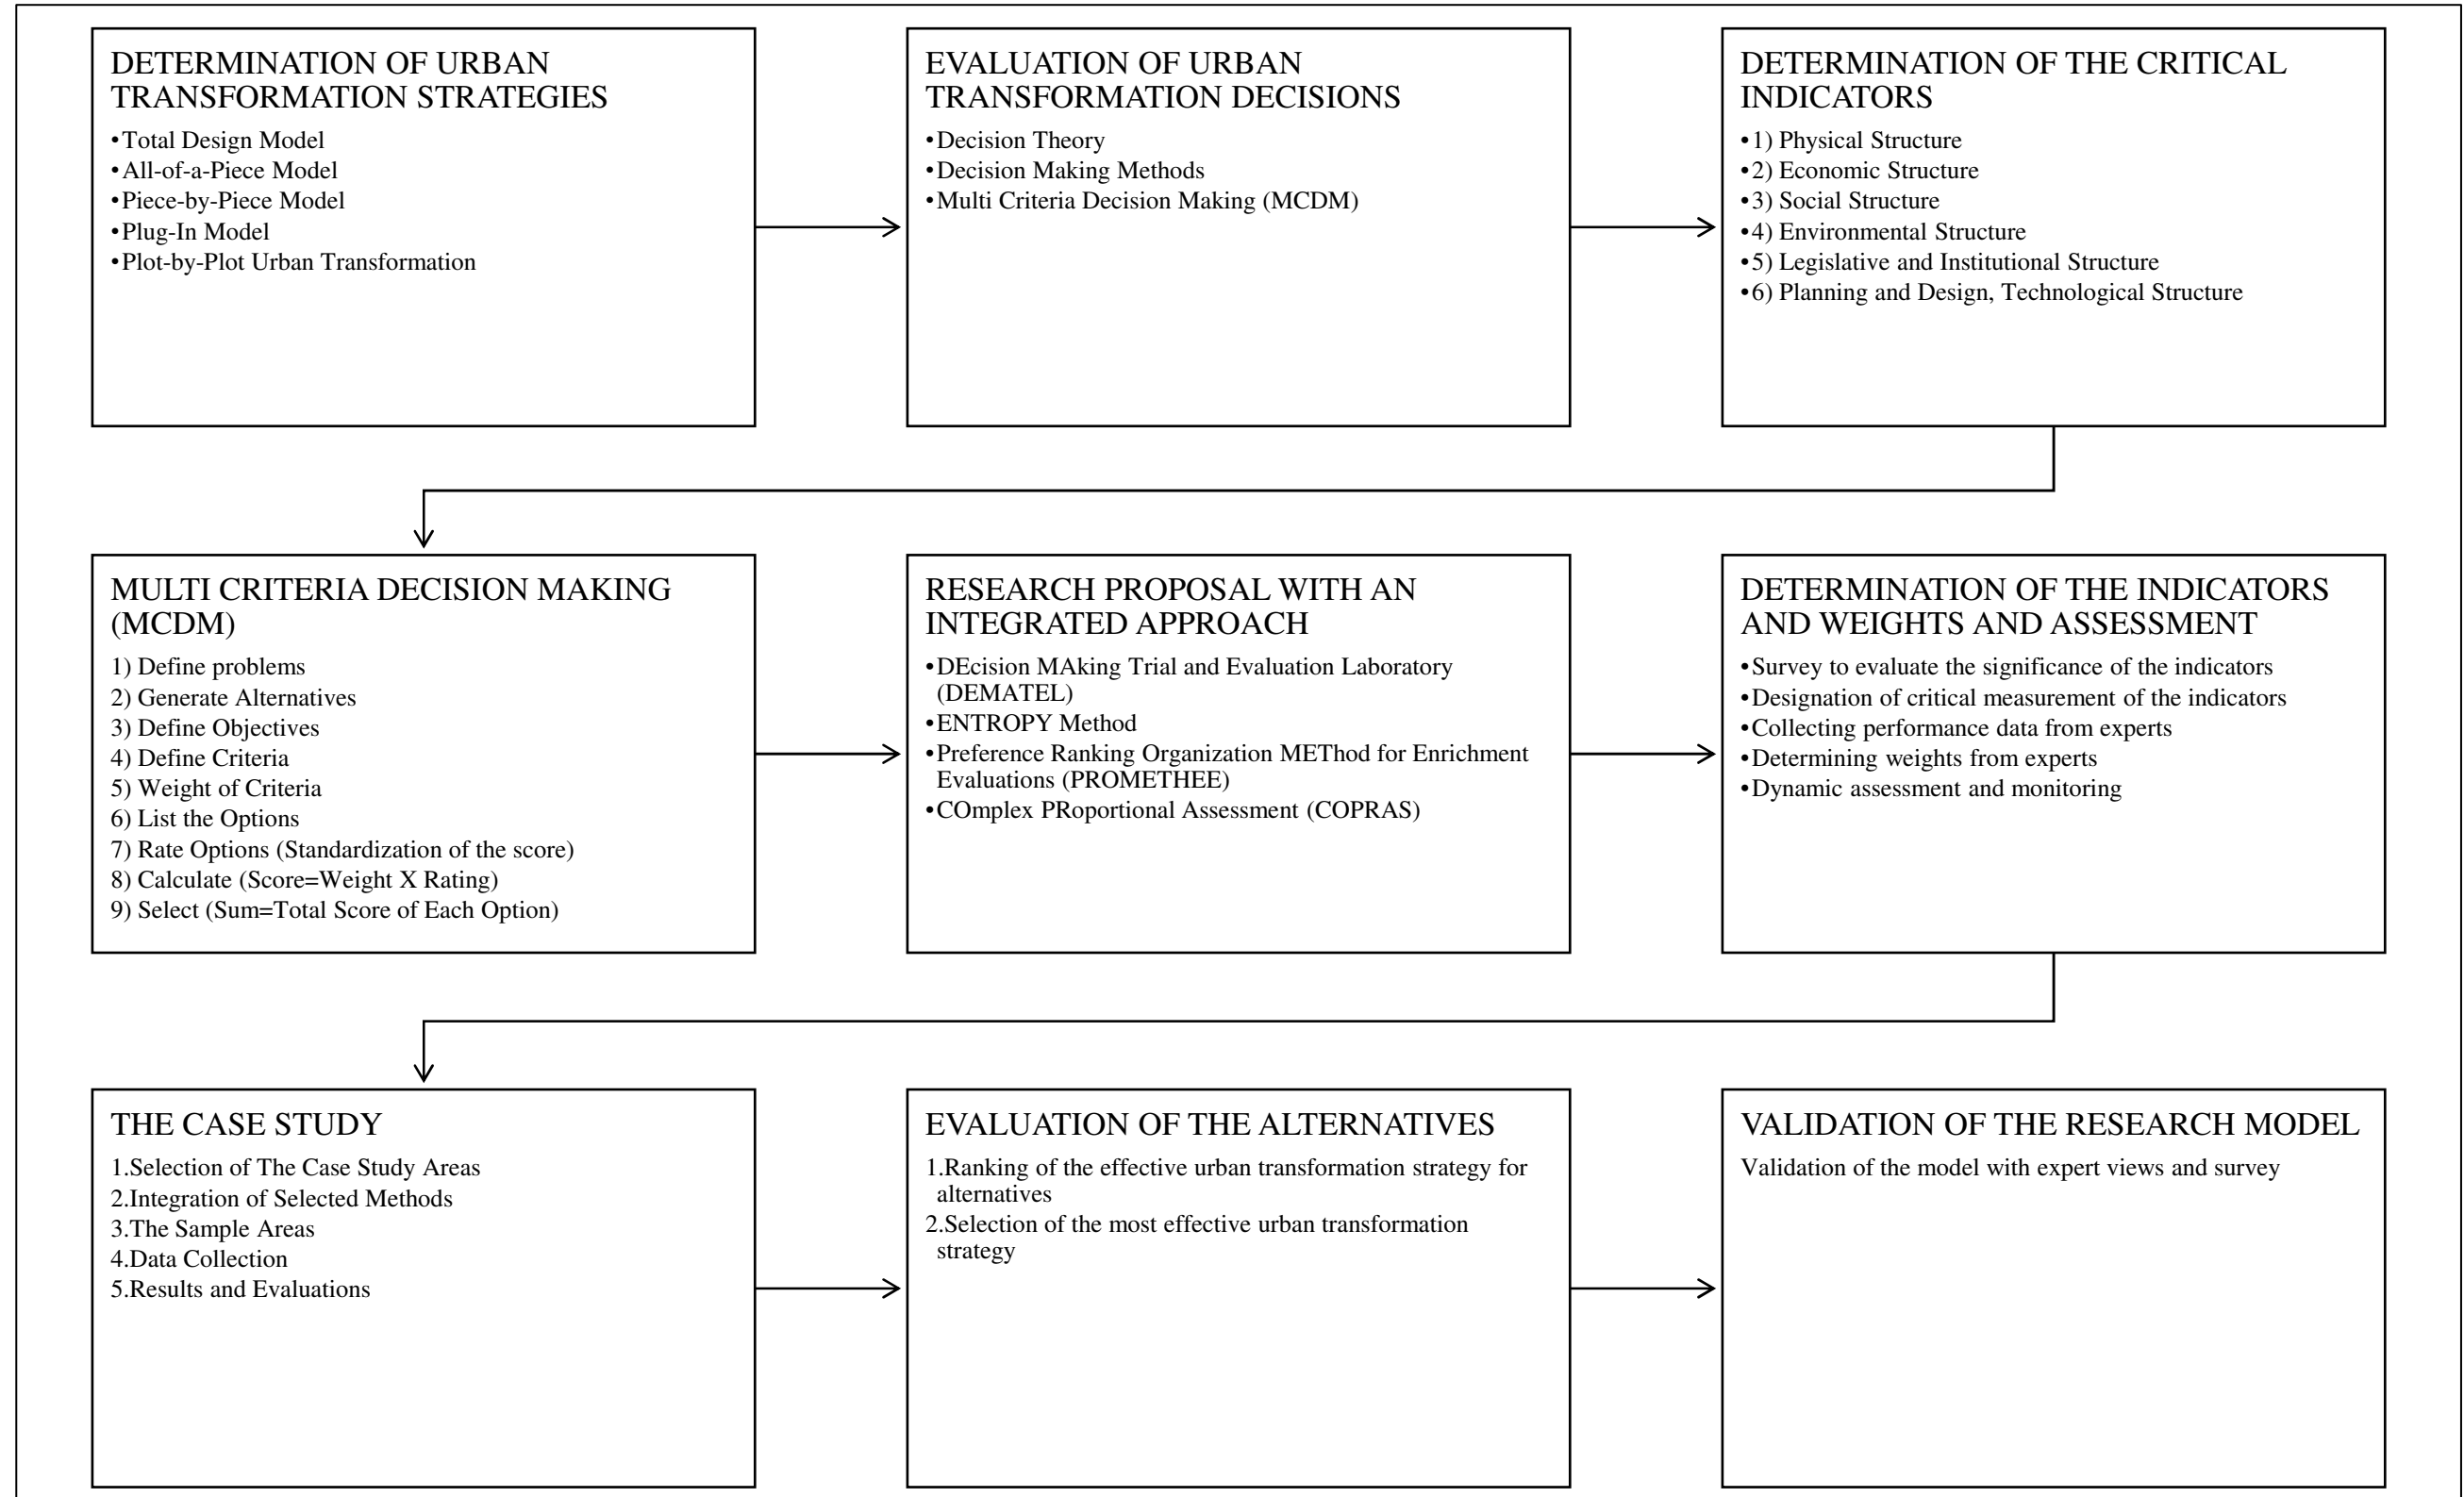 DETERMINATION OF URBAN
TRANSFORMATION STRATEGIES
•Total Design Model
•All-of-a-Piece Model
•Piece-by-Piece Model
•Plug-In Model
•Plot-by-Plot Urban Transformation
EVALUATION OF URBAN
TRANSFORMATION DECISIONS
•Decision Theory
•Decision Making Methods
•Multi Criteria Decision Making (MCDM)
DETERMINATION OF THE CRITICAL
INDICATORS
•1) Physical Structure
•2) Economic Structure
•3) Social Structure
•4) Environmental Structure
•5) Legislative and Institutional Structure
•6) Planning and Design, Technological Structure
MULTI CRITERIA DECISION MAKING
(MCDM)
1) Define problems
2) Generate Alternatives
3) Define Objectives
4) Define Criteria
5) Weight of Criteria
6) List the Options
7) Rate Options (Standardization of the score)
8) Calculate (Score=Weight X Rating)
9) Select (Sum=Total Score of Each Option)
RESEARCH PROPOSAL WITH AN
INTEGRATED APPROACH
•DEcision MAking Trial and Evaluation Laboratory
(DEMATEL)
•ENTROPY Method
•Preference Ranking Organization METhod for Enrichment
Evaluations (PROMETHEE)
•COmplex PRoportional Assessment (COPRAS)
DETERMINATION OF THE INDICATORS
AND WEIGHTS AND ASSESSMENT
•Survey to evaluate the significance of the indicators
•Designation of critical measurement of the indicators
•Collecting performance data from experts
•Determining weights from experts
•Dynamic assessment and monitoring
THE CASE STUDY
1.Selection of The Case Study Areas
2.Integration of Selected Methods
3.The Sample Areas
4.Data Collection
5.Results and Evaluations
EVALUATION OF THE ALTERNATIVES
1.Ranking of the effective urban transformation strategy for
alternatives
2.Selection of the most effective urban transformation
strategy
VALIDATION OF THE RESEARCH MODEL
Validation of the model with expert views and survey